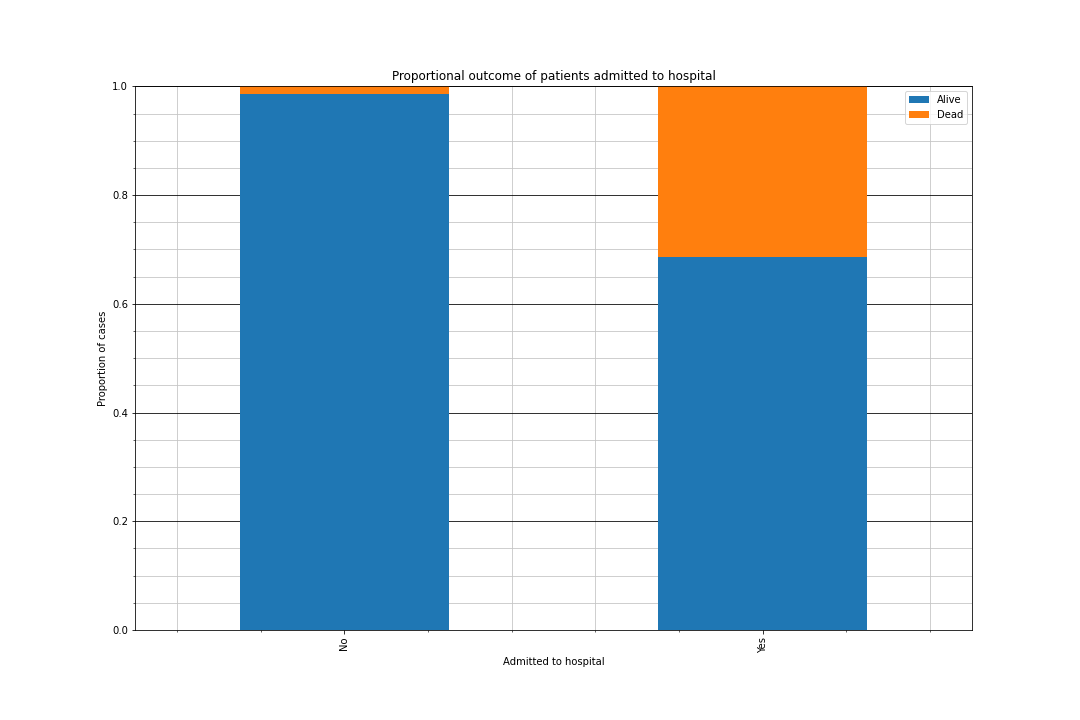 Proportional outcome of patients admitted to hospital
Alive
Dead
1.0
0.8
0.6
0.4
0.2
0.0
Proportion of cases
No
Yes
Admitted to hospital